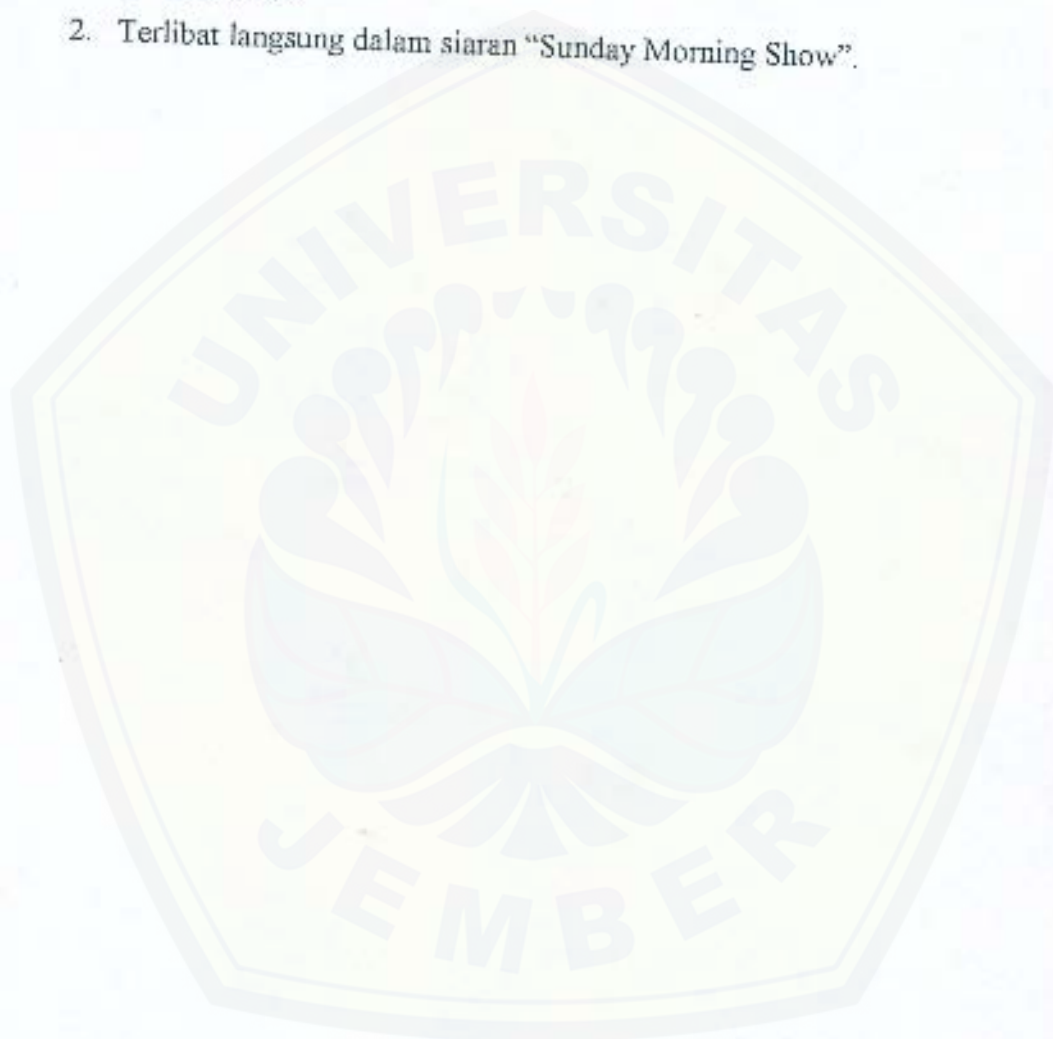 2. Terlibat langsung dalam siaran “Sunday Morning Show”.
UNIVERSITAS
JEMBER